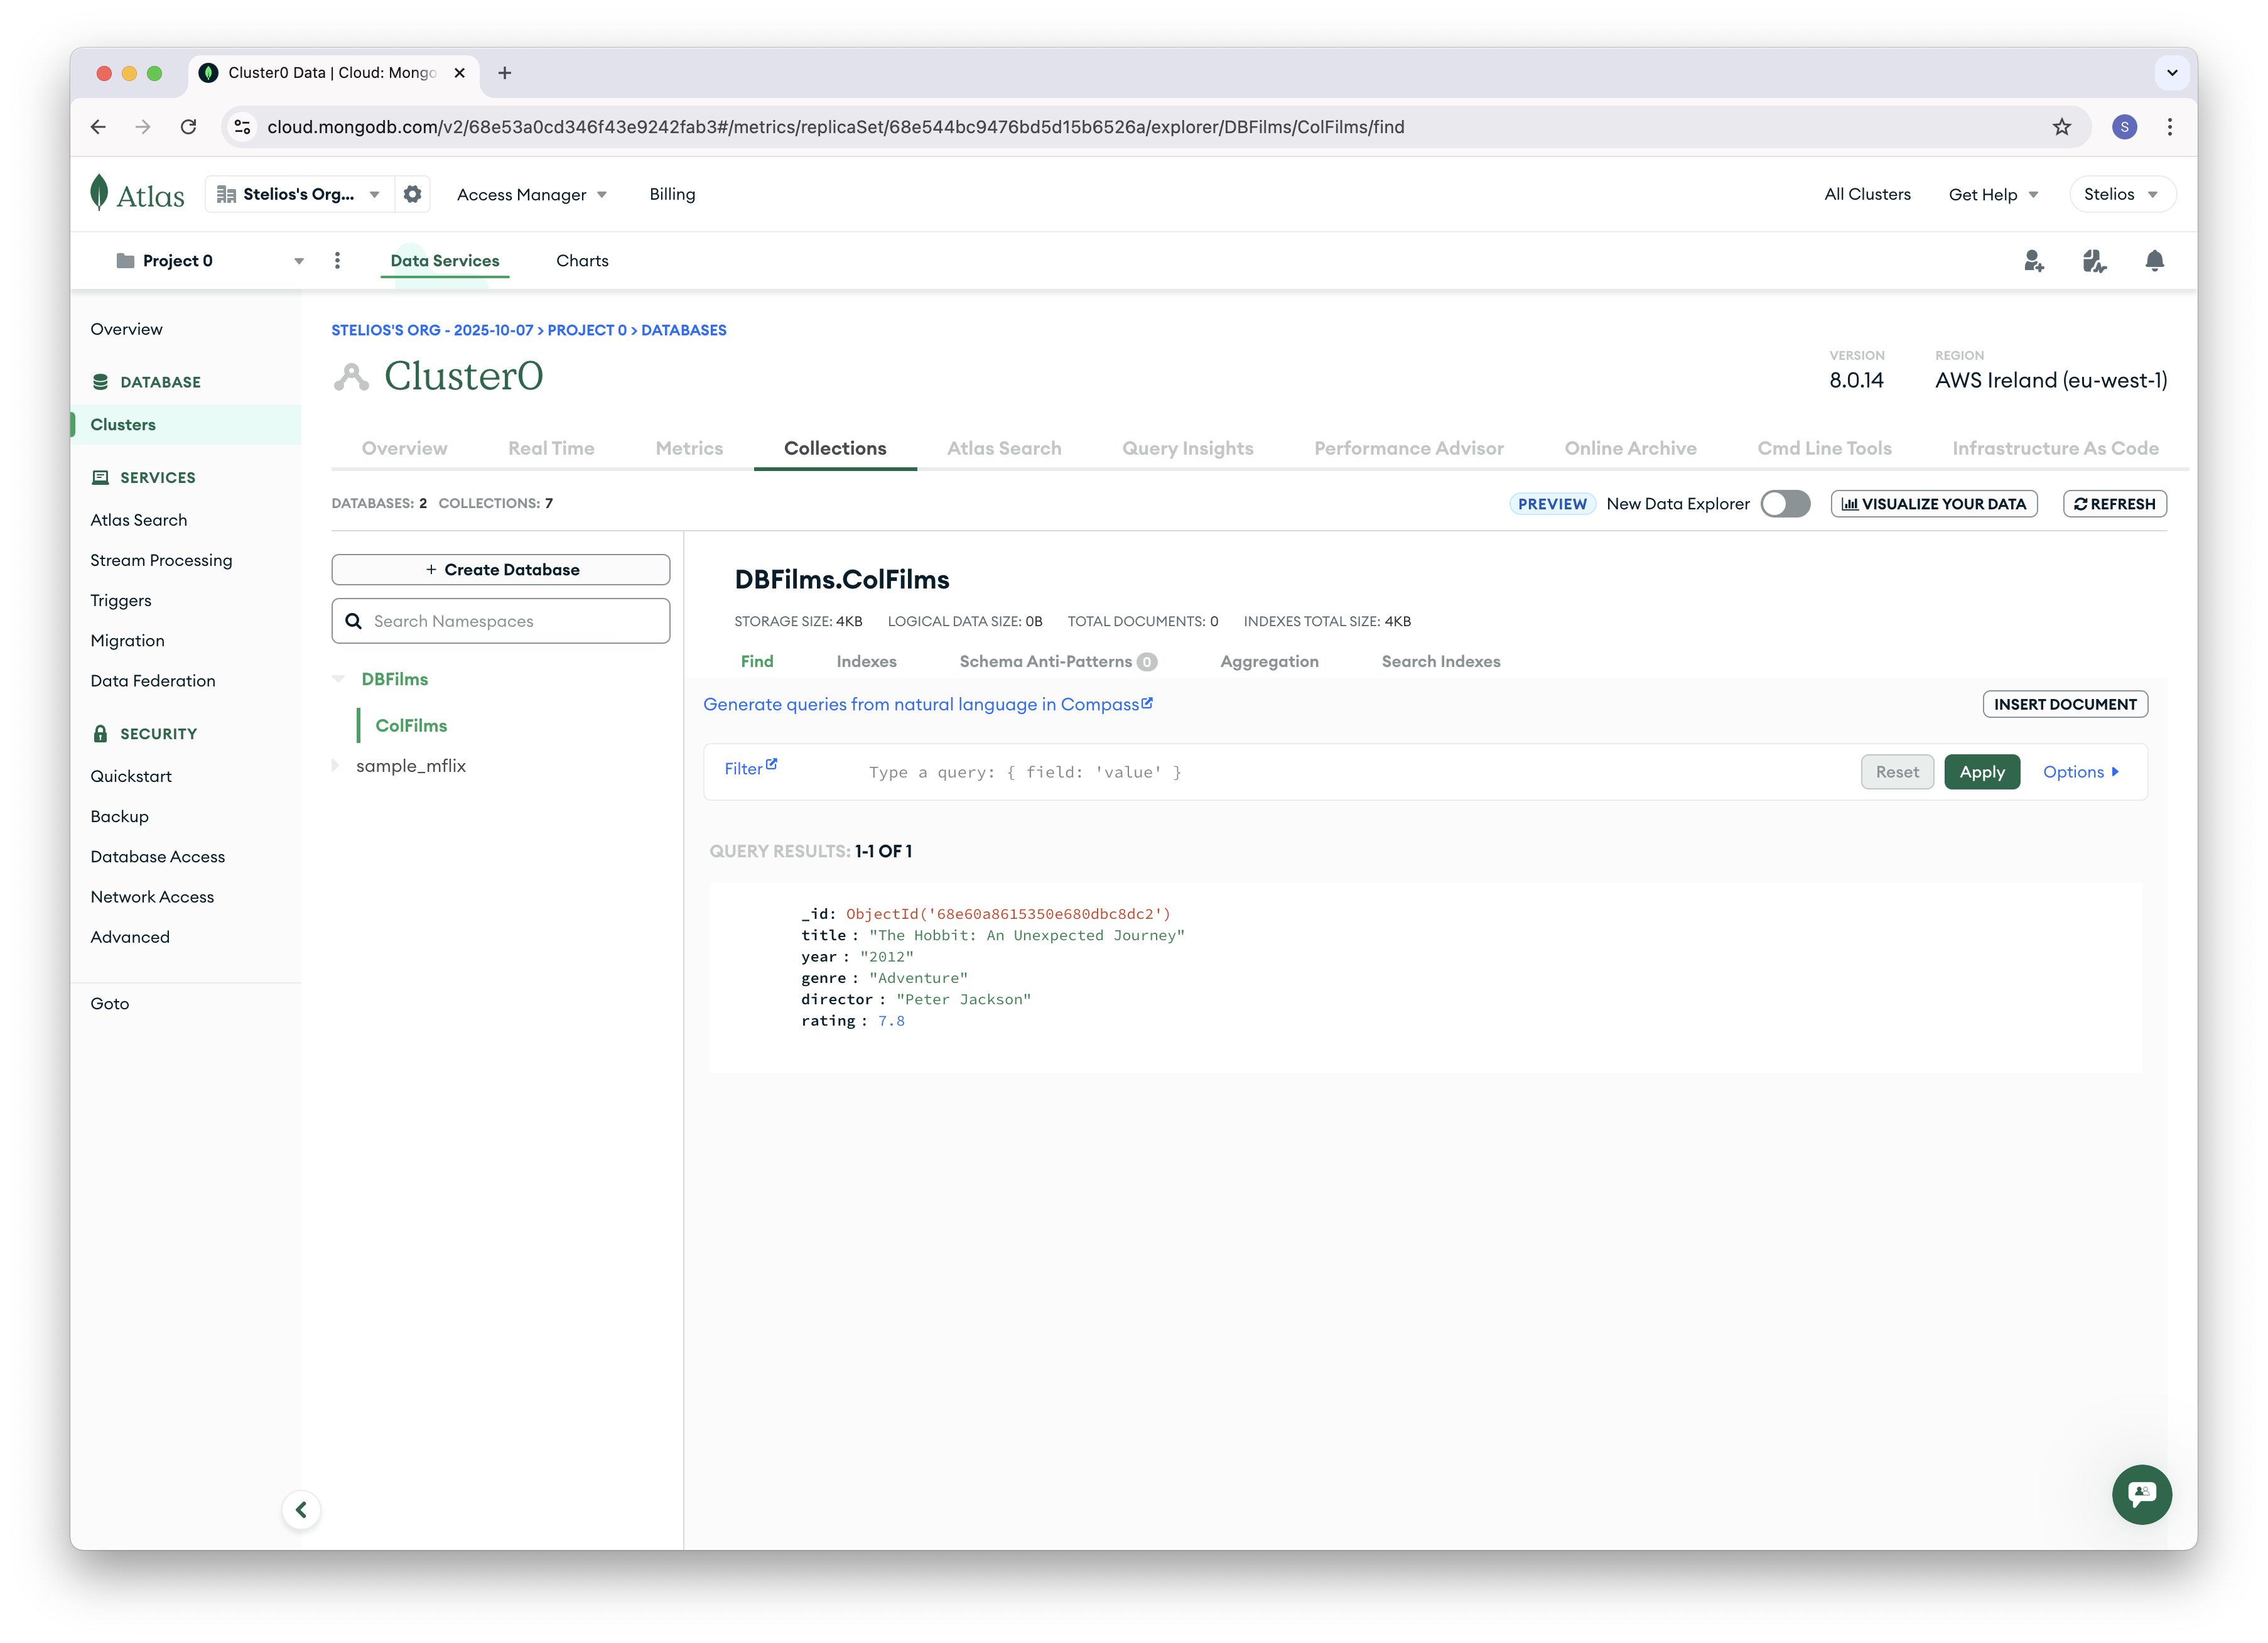 Cluster0 Data | Cloud: Mongo
cloud.mongodb.com/v2/68e53a0cd346f43e9242fab3#/metrics/replicaSet/68e544bc9476bd5d15b6526a/explorer/DBFilms/ColFilms/find
S
Atlas
Stelios's Org...
Access Manager
Billing
All Clusters
Get Help
Stelios
Project 0
Data Services
Charts
Overview
DATABASE
Clusters
SERVICES
Atlas Search
Stream Processing
Triggers
Migration
Data Federation
SECURITY
Quickstart
Backup
Database Access
Network Access
Advanced
Goto
STELIOS'S ORG - 2025-10-07 > PROJECT 0 > DATABASES
Cluster0
VERSION
8.0.14
REGION
AWS Ireland (eu-west-1)
Overview
Real Time
Metrics
Collections
Atlas Search
Query Insights
Performance Advisor
Online Archive
Cmd Line Tools
Infrastructure As Code
DATABASES: 2 COLLECTIONS: 7
PREVIEW
New Data Explorer
VISUALIZE YOUR DATA
REFRESH
+ Create Database
Search Namespaces
DBFilms
ColFilms
sample_mflix
DBFilms.ColFilms
STORAGE SIZE: 4KB LOGICAL DATA SIZE: 0B TOTAL DOCUMENTS: 0 INDEXES TOTAL SIZE: 4KB
Find
Indexes
Schema Anti-Patterns 0
Aggregation
Search Indexes
Generate queries from natural language in Compass
INSERT DOCUMENT
Filter
Type a query: { field: 'value' }
Reset
Apply
Options
QUERY RESULTS: 1-1 OF 1
_id: ObjectId('68e60a8615350e680dbc8dc2')
title : "The Hobbit: An Unexpected Journey"
year : "2012"
genre : "Adventure"
director : "Peter Jackson"
rating : 7.8